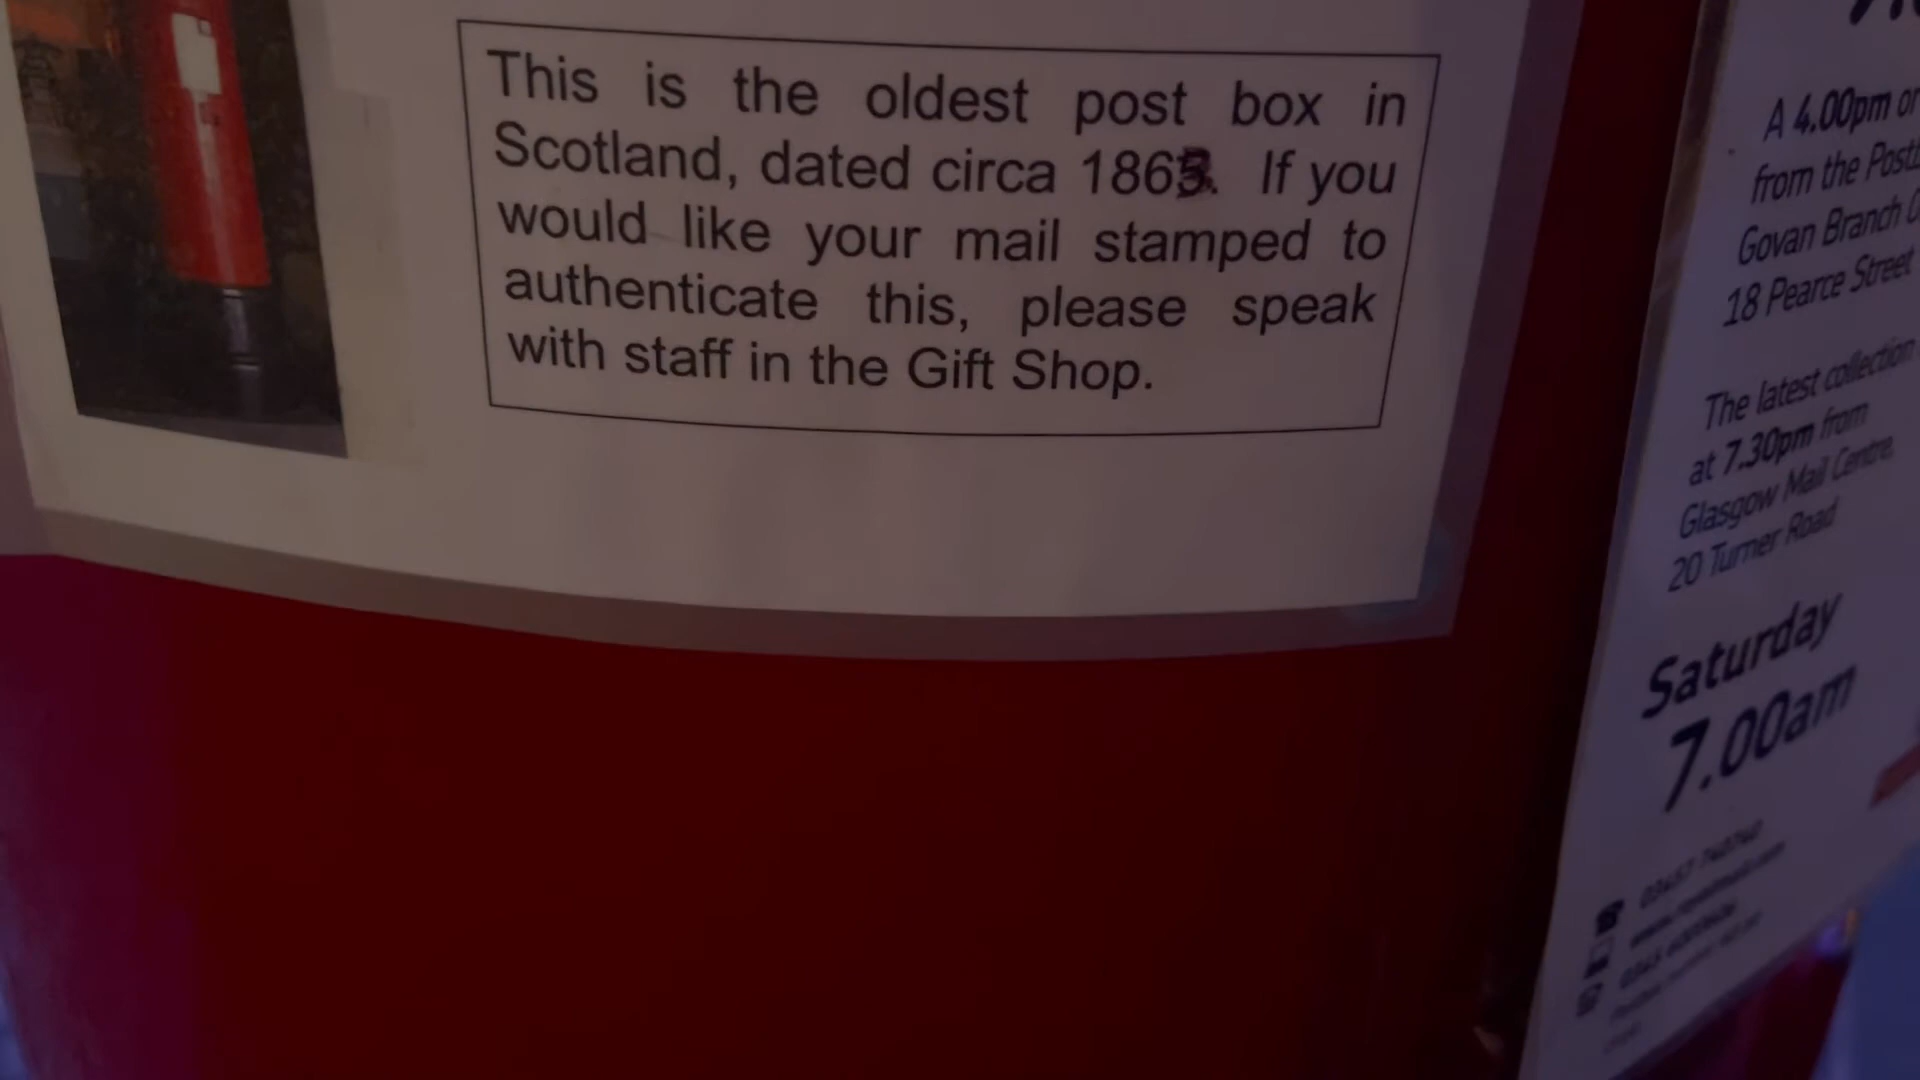 This is the oldest post box in
Scotland, dated circa 1863. If you
would like your mail stamped to
authenticate this, please speak
with staff in the Gift Shop.
A 4.00pm
from the
Govan Branch
18 Pearce Street
The latest collection
at 7.30pm from
Glasgow Mail Centre
20 Turner Road
Saturday
7.00am